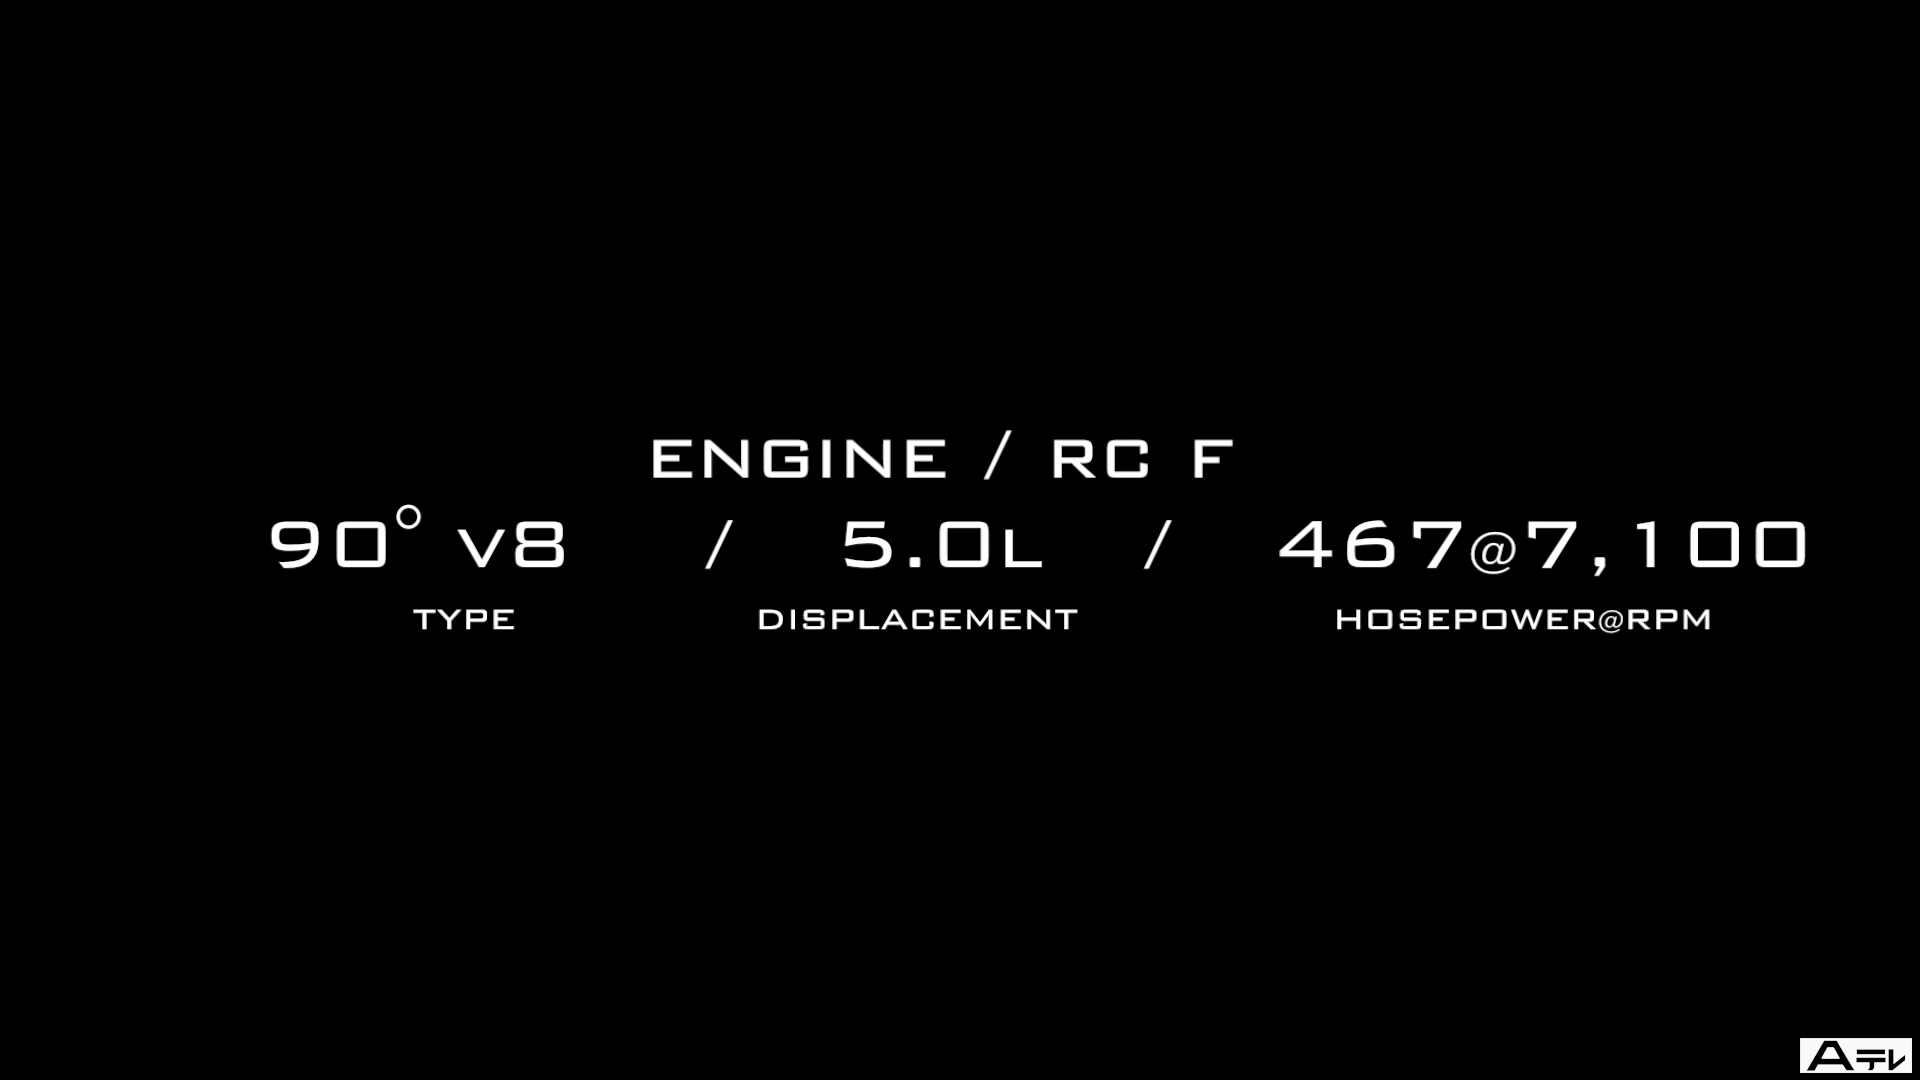 ENGINE / RC F
90° V8 / 5.0L / 467@7,100
TYPE DISPLACEMENT HOSEPOWER@RPM
Aテレ